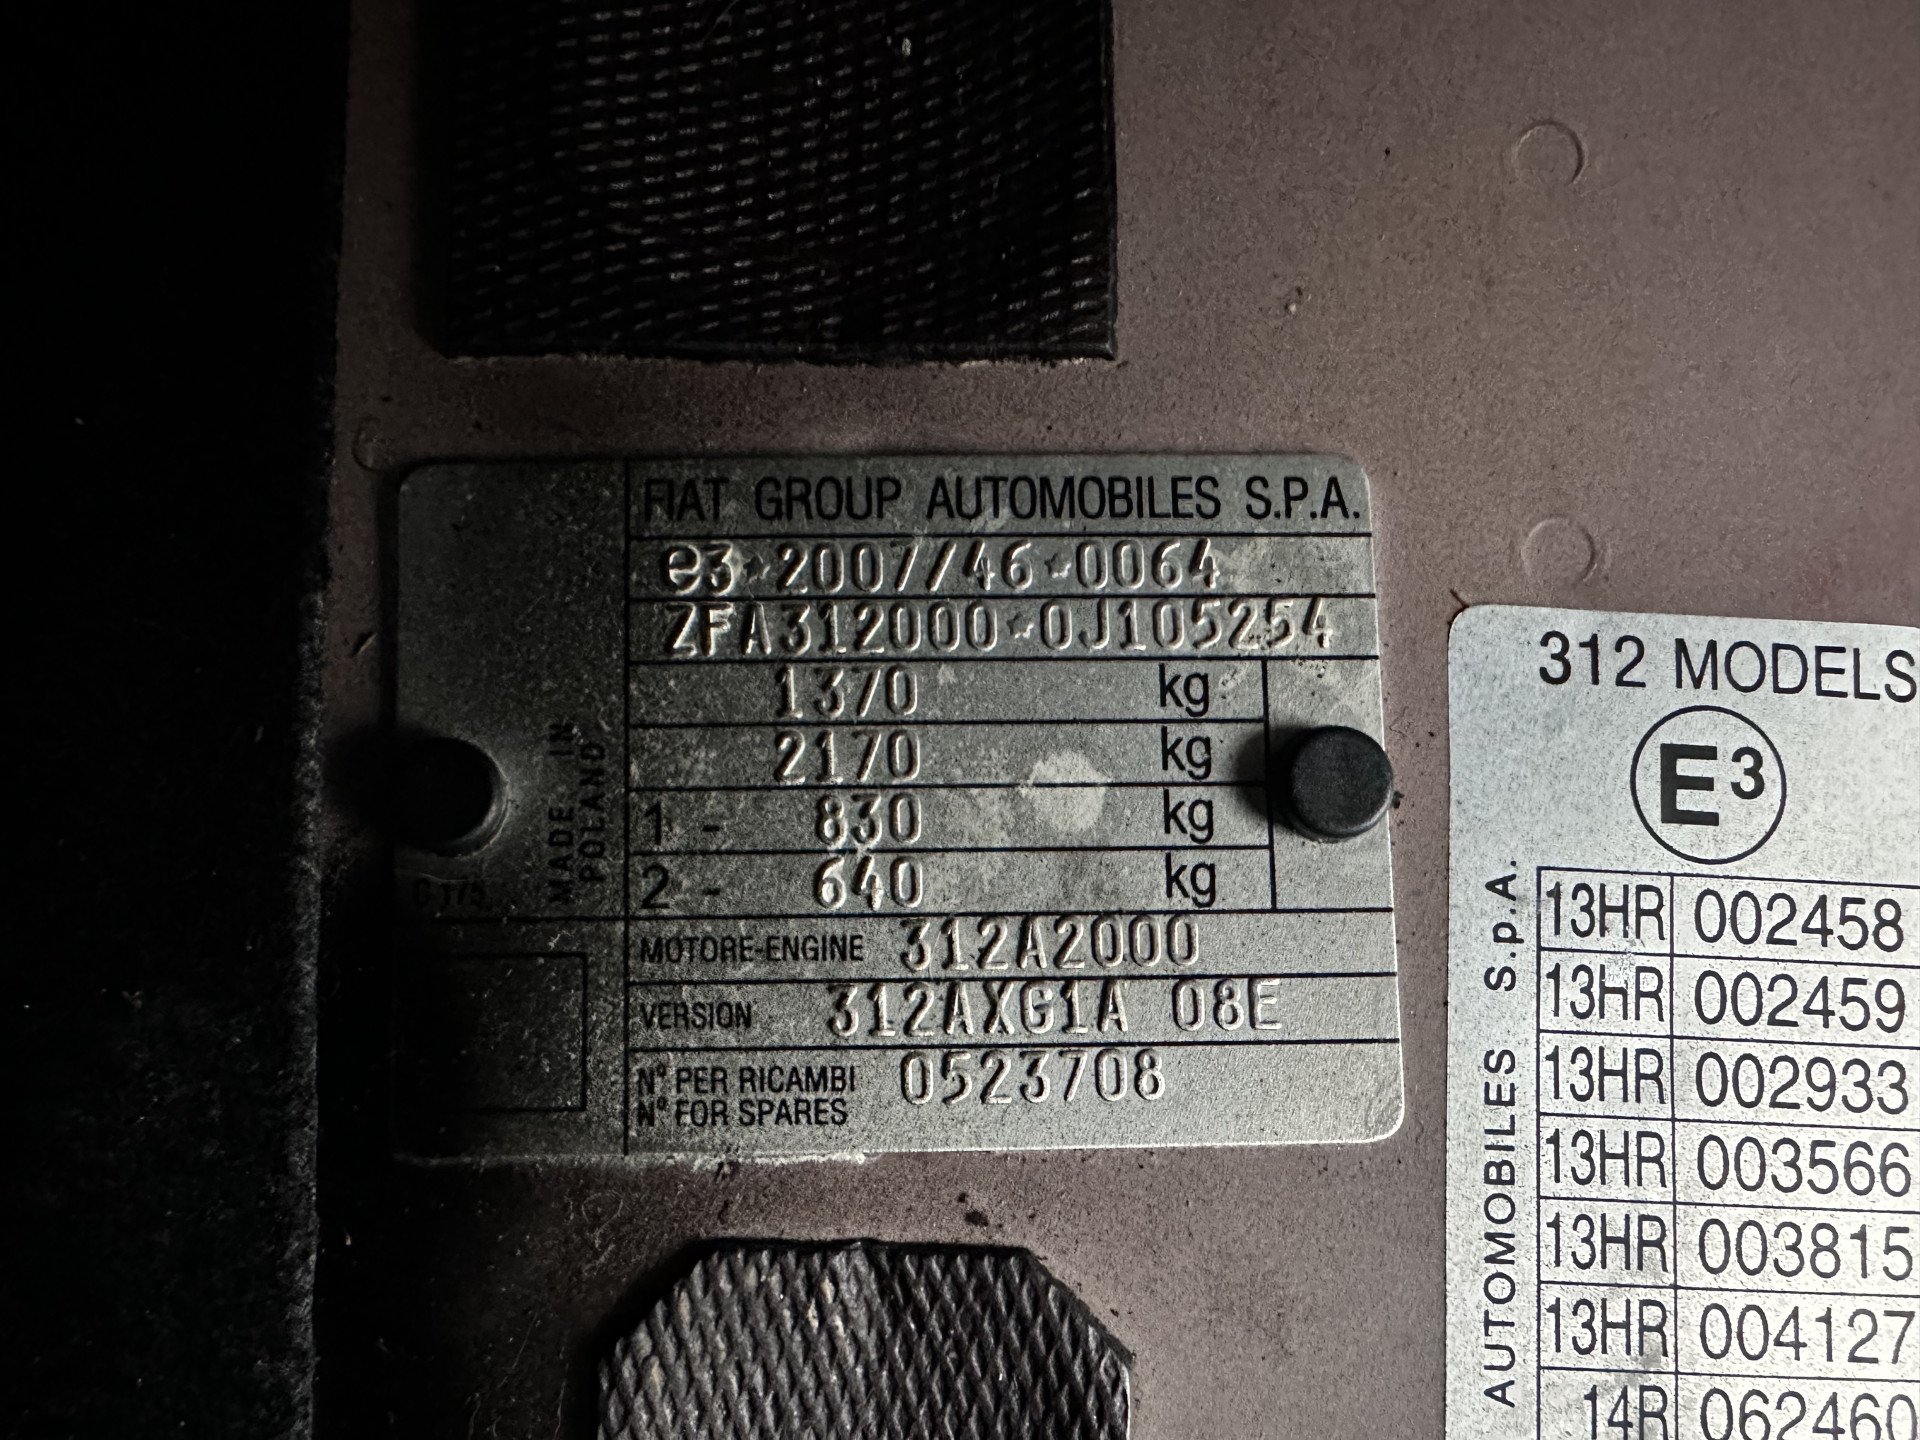 FIAT GROUP AUTOMOBILES S.P.A.
e3*2007/46*0064
ZFA312000*0J105254
1370 kg
2170 kg
1 - 830 kg
2 - 640 kg
MOTORE-ENGINE 312A2000
VERSION 312AXG1A 08E
N° PER RICAMBI 0523708
N° FOR SPARES
MADE IN
POLAND
312 MODELS
E3
AUTOMOBILES S.p.A.
13HR 002458
13HR 002459
13HR 002933
13HR 003566
13HR 003815
13HR 004127
14R 062460